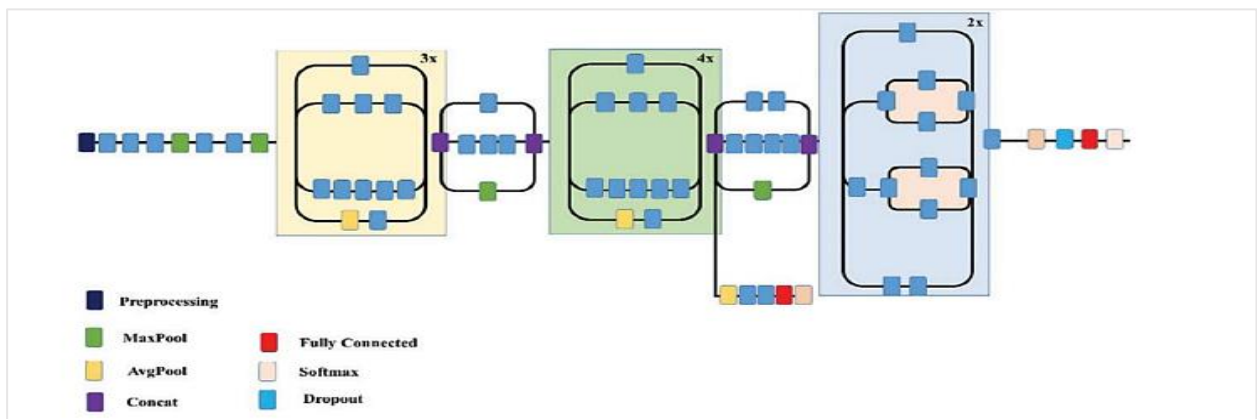 3x
4x
2x
Preprocessing
MaxPool
Fully Connected
AvgPool
Softmax
Concat
Dropout